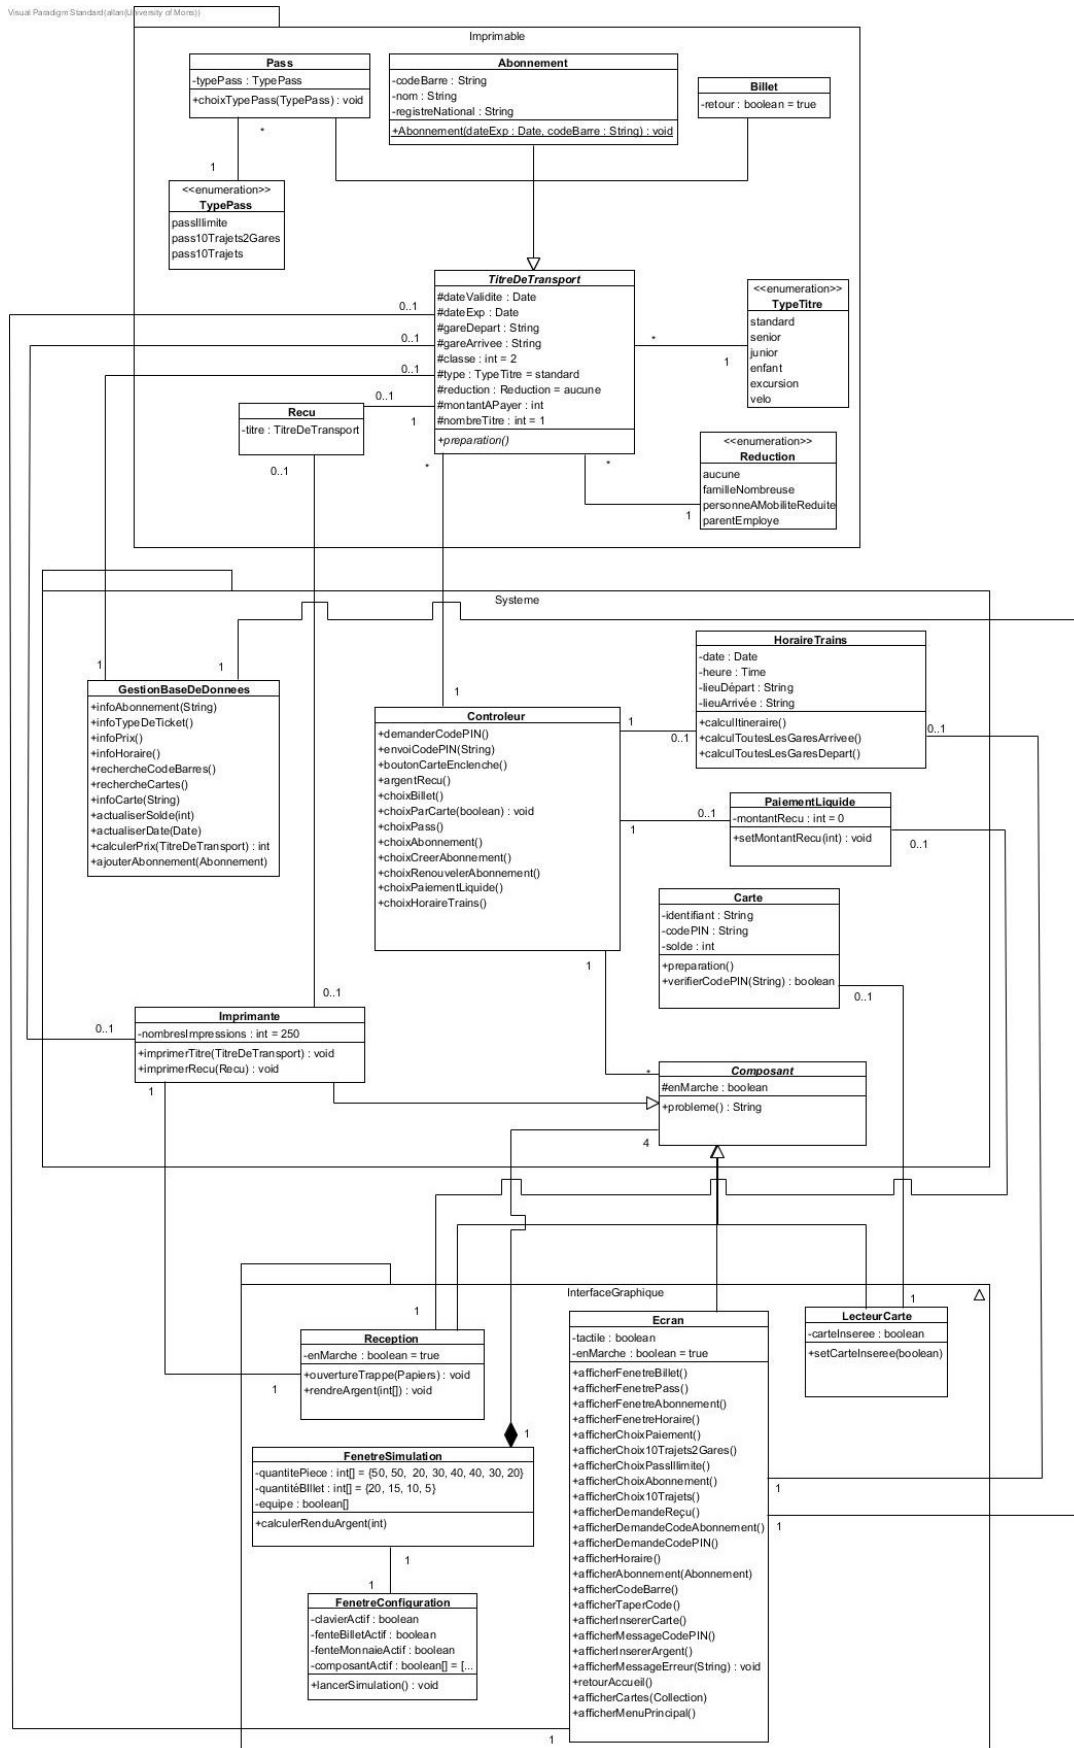 Visual Paradigm Standard(allan(University of Mons))
Imprimable
Pass
-typePass : TypePass
+choixTypePass(TypePass) : void
Abonnement
-codeBarre : String
-nom : String
-registreNational : String
+Abonnement(dateExp : Date, codeBarre : String) : void
Billet
-retour : boolean = true
*
1
<<enumeration>>
TypePass
passIllimite
pass10Trajets2Gares
pass10Trajets
TitreDeTransport
#dateValidite : Date
#dateExp : Date
#gareDepart : String
#gareArrivee : String
#classe : int = 2
#type : TypeTitre = standard
#reduction : Reduction = aucune
#montantAPayer : int
#nombreTitre : int = 1
+preparation()
0..1
0..1
0..1
0..1
1
*
*
1
<<enumeration>>
TypeTitre
standard
senior
junior
enfant
excursion
velo
Recu
-titre : TitreDeTransport
0..1
*
1
<<enumeration>>
Reduction
aucune
familleNombreuse
personneAMobiliteReduite
parentEmploye
Systeme
1
1
GestionBaseDeDonnees
+infoAbonnement(String)
+infoTypeDeTicket()
+infoPrix()
+infoHoraire()
+rechercheCodeBarres()
+rechercheCartes()
+infoCarte(String)
+actualiserSolde(int)
+actualiserDate(Date)
+calculerPrix(TitreDeTransport) : int
+ajouterAbonnement(Abonnement)
1
Controleur
+demanderCodePIN()
+envoiCodePIN(String)
+boutonCarteEnclenche()
+argentRecu()
+choixBillet()
+choixParCarte(boolean) : void
+choixPass()
+choixAbonnement()
+choixCreerAbonnement()
+choixRenouvelerAbonnement()
+choixPaiementLiquide()
+choixHoraireTrains()
HoraireTrains
-date : Date
-heure : Time
-lieuDépart : String
-lieuArrivée : String
+calculItineraire()
+calculToutesLesGaresArrivee()
+calculToutesLesGaresDepart()
1
0..1
0..1
PaiementLiquide
-montantRecu : int = 0
+setMontantRecu(int) : void
0..1
1
0..1
Carte
-identifiant : String
-codePIN : String
-solde : int
+preparation()
+verifierCodePIN(String) : boolean
0..1
1
0..1
0..1
Imprimante
-nombresImpressions : int = 250
+imprimerTitre(TitreDeTransport) : void
+imprimerRecu(Recu) : void
1
*
Composant
#enMarche : boolean
+probleme() : String
4
InterfaceGraphique
1
Reception
-enMarche : boolean = true
+ouvertureTrappe(Papiers) : void
+rendreArgent(int[]) : void
1
1
FenetreSimulation
-quantitePiece : int[] = {50, 50, 20, 30, 40, 40, 30, 20}
-quantitéBIllet : int[] = {20, 15, 10, 5}
-equipe : boolean[]
+calculerRenduArgent(int)
1
1
FenetreConfiguration
-clavierActif : boolean
-fenteBilletActif : boolean
-fenteMonnaieActif : boolean
-composantActif : boolean[] = [...
+lancerSimulation() : void
Ecran
-tactile : boolean
-enMarche : boolean = true
+afficherFenetreBillet()
+afficherFenetrePass()
+afficherFenetreAbonnement()
+afficherFenetreHoraire()
+afficherChoixPaiement()
+afficherChoix10Trajets2Gares()
+afficherChoixPassIllimite()
+afficherChoixAbonnement()
+afficherChoix10Trajets()
+afficherDemandeReçu()
+afficherDemandeCodeAbonnement()
+afficherDemandeCodePIN()
+afficherHoraire()
+afficherAbonnement(Abonnement)
+afficherCodeBarre()
+afficherTaperCode()
+afficherInsererCarte()
+afficherMessageCodePIN()
+afficherInsererArgent()
+afficherMessageErreur(String) : void
+retourAccueil()
+afficherCartes(Collection)
+afficherMenuPrincipal()
1
1
1
1
LecteurCarte
-carteInseree : boolean
+setCarteInseree(boolean)